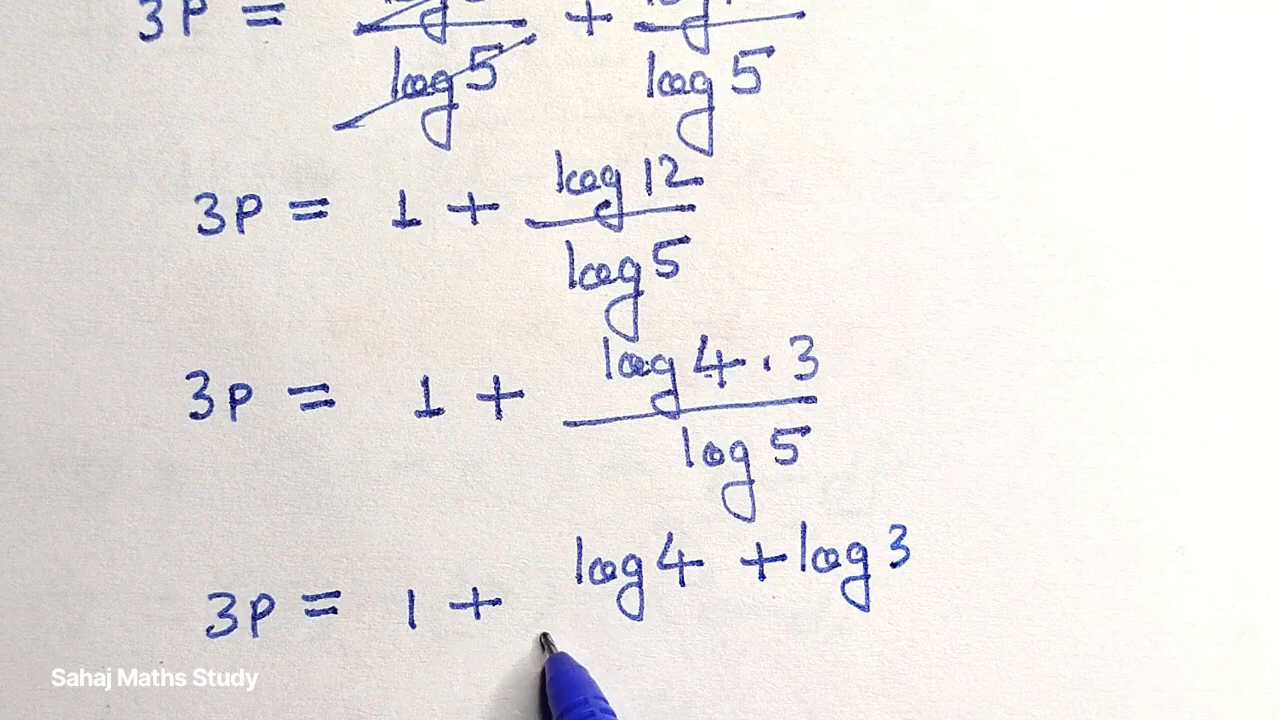 3P = log 5 + log 5
3P = 1 + log 12 / log 5
3P = 1 + log 4 · 3 / log 5
3P = 1 + log 4 + log 3
Sahaj Maths Study